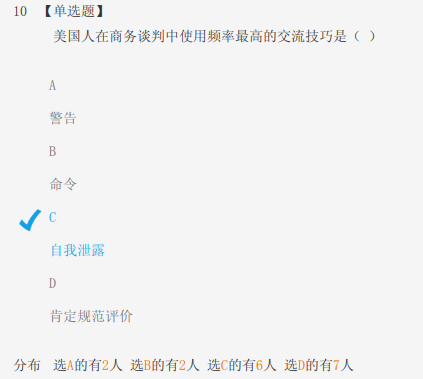 10 【单选题】
美国人在商务谈判中使用频率最高的交流技巧是（ ）
A
警告
B
命令
C
自我泄露
D
肯定规范评价
分布 选A的有2人 选B的有2人 选C的有6人 选D的有7人